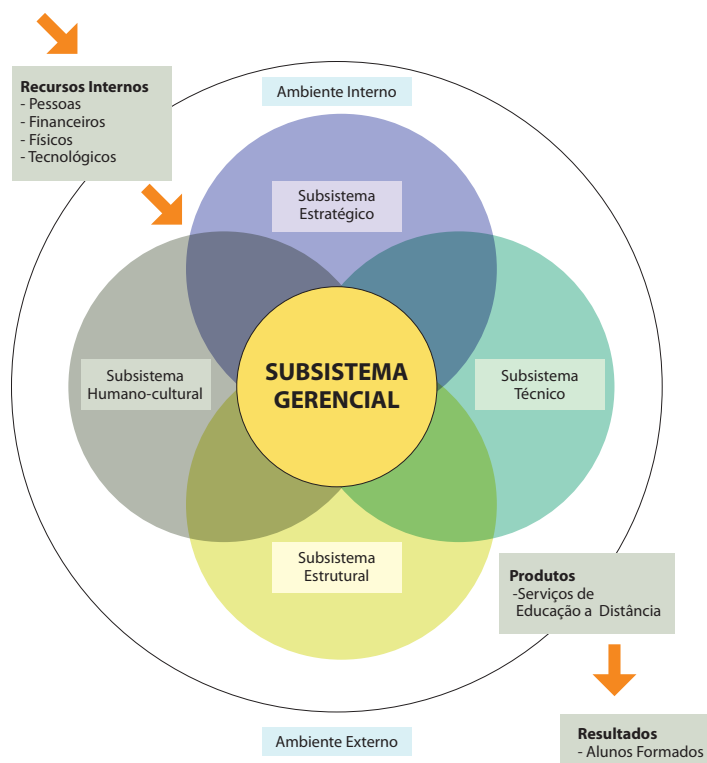 Recursos Internos
- Pessoas
- Financeiros
- Físicos
- Tecnológicos
Ambiente Interno
Subsistema
Estratégico
Subsistema
Humano-cultural
SUBSISTEMA
GERENCIAL
Subsistema
Técnico
Subsistema
Estrutural
Produtos
-Serviços de
Educação a Distância
Ambiente Externo
Resultados
- Alunos Formados